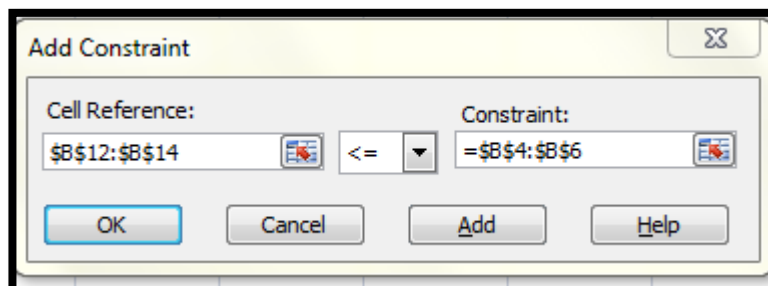 Add Constraint
Cell Reference:
Constraint:
$B$12:$B$14
<=
=$B$4:$B$6
OK
Cancel
Add
Help